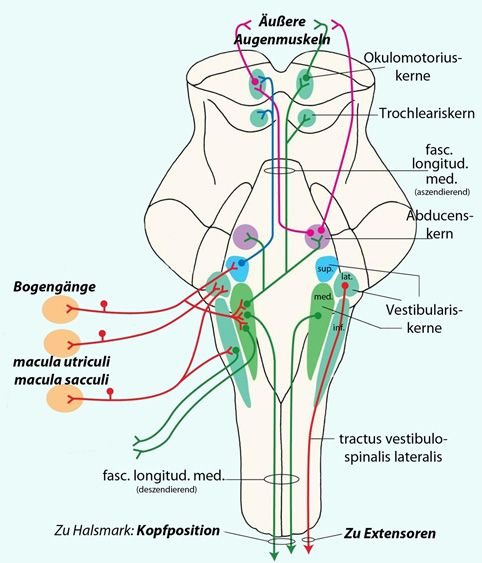 Äußere
Augenmuskeln
Okulomotorius-
kerne
Trochleariskern
fasc.
longitud.
med.
(aszendierend)
Abducens-
kern
sup.
lat.
Bogengänge
med.
Vestibularis-
kerne
inf.
macula utriculi
macula sacculi
tractus vestibulo-
spinalis lateralis
fasc. longitud. med.
(deszendierend)
Zu Halsmark: Kopfposition
Zu Extensoren